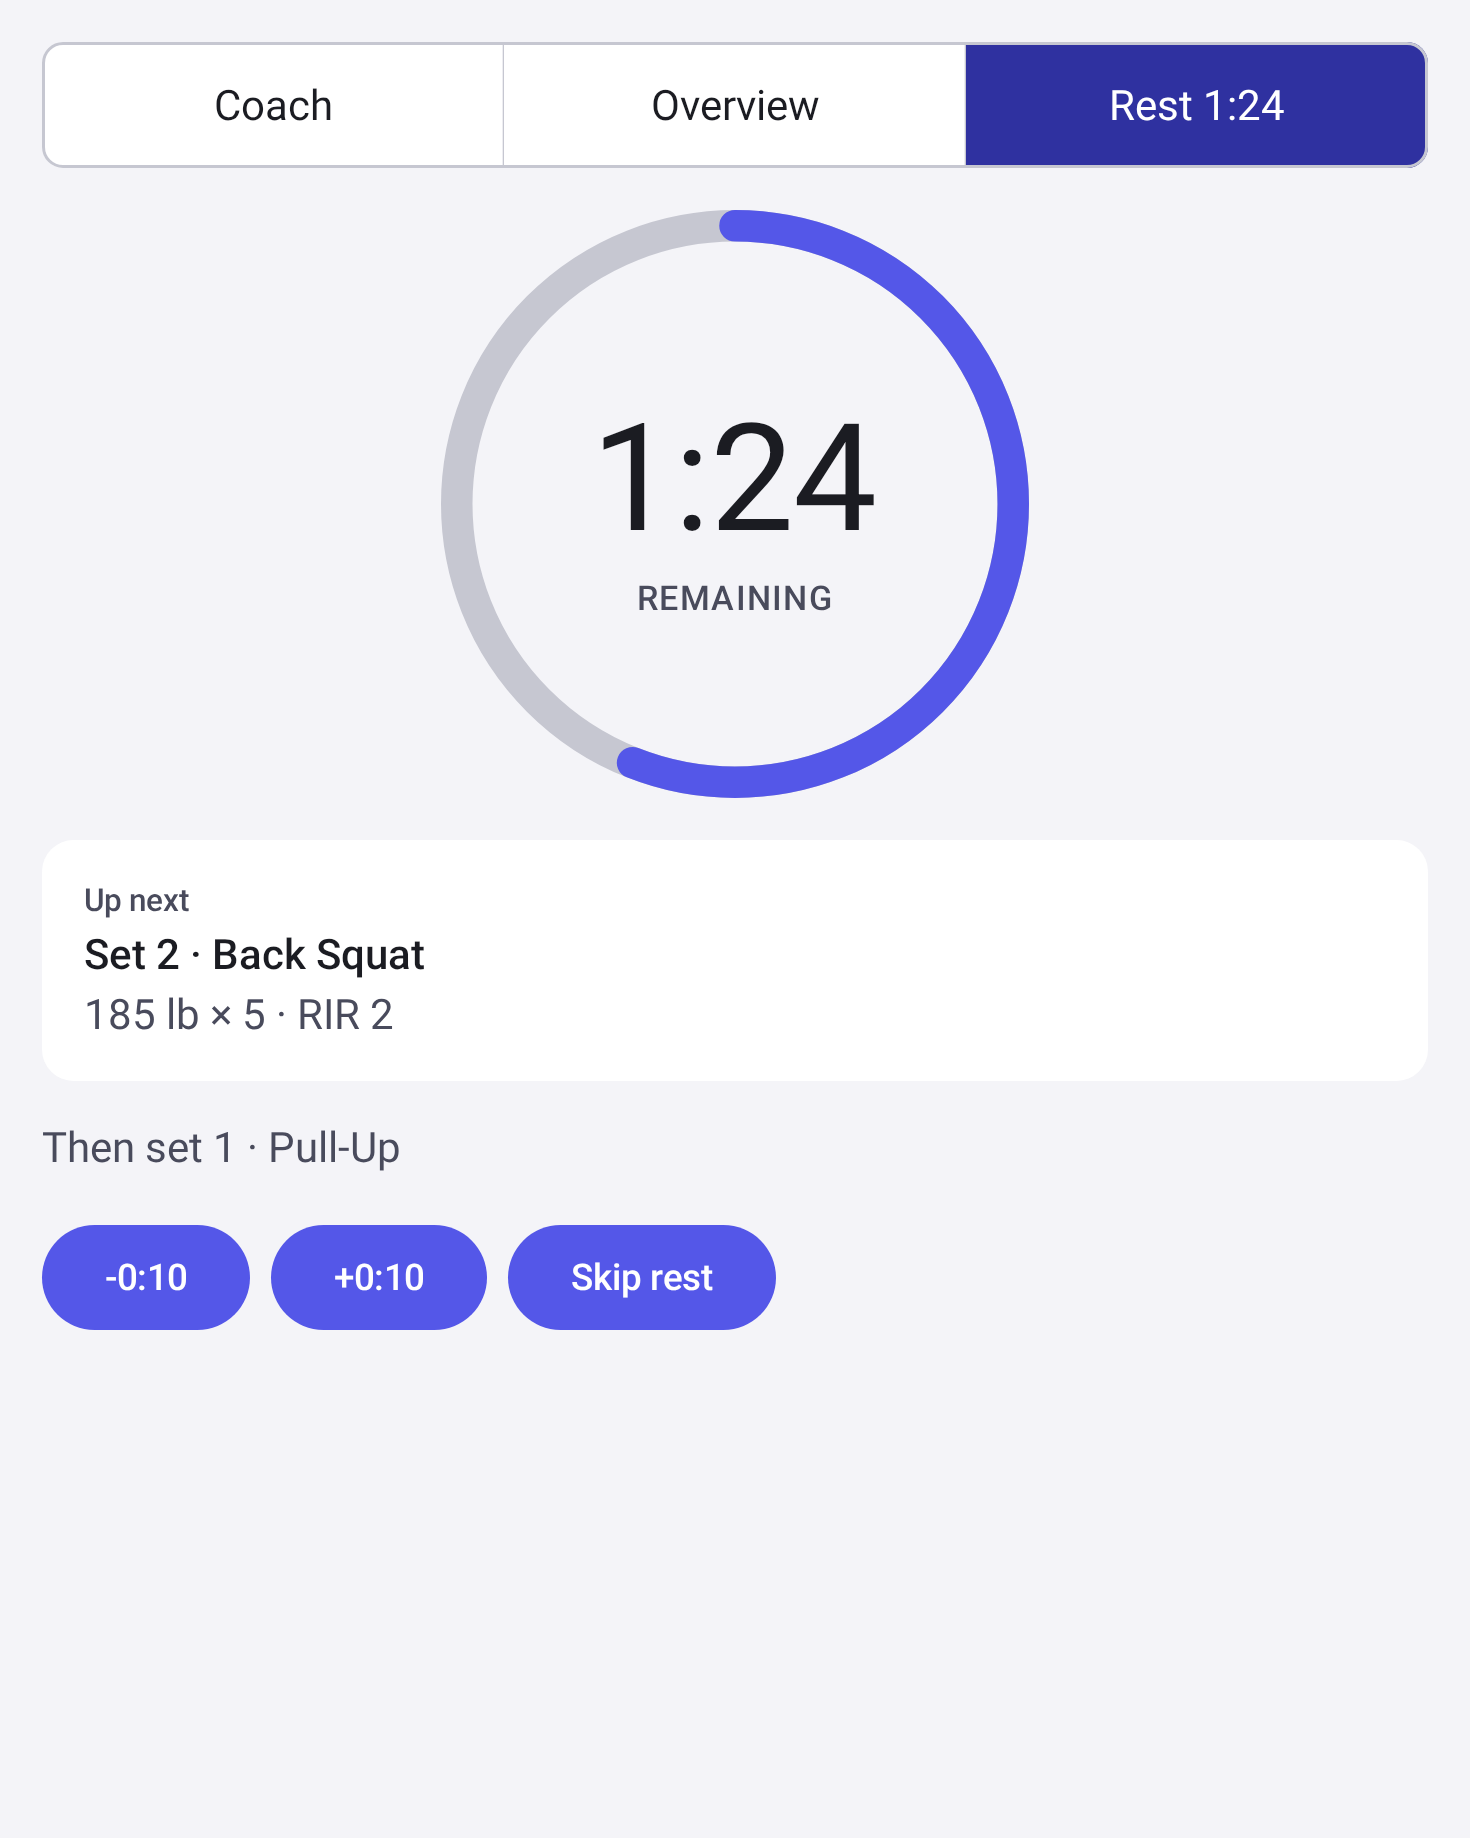 Coach
Overview
Rest 1:24
1:24
REMAINING
Up next
Set 2 · Back Squat
185 lb × 5 · RIR 2
Then set 1 · Pull-Up
-0:10
+0:10
Skip rest